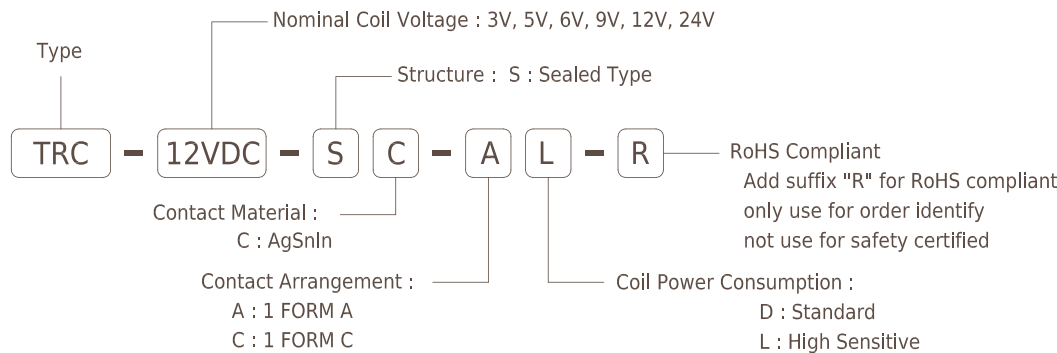 Nominal Coil Voltage : 3V, 5V, 6V, 9V, 12V, 24V
Type
Structure : S : Sealed Type
TRC - 12VDC - S C - A L - R
RoHS Compliant
Add suffix "R" for RoHS compliant
only use for order identify
not use for safety certified
Contact Material :
C : AgSnIn
Contact Arrangement :
A : 1 FORM A
C : 1 FORM C
Coil Power Consumption :
D : Standard
L : High Sensitive